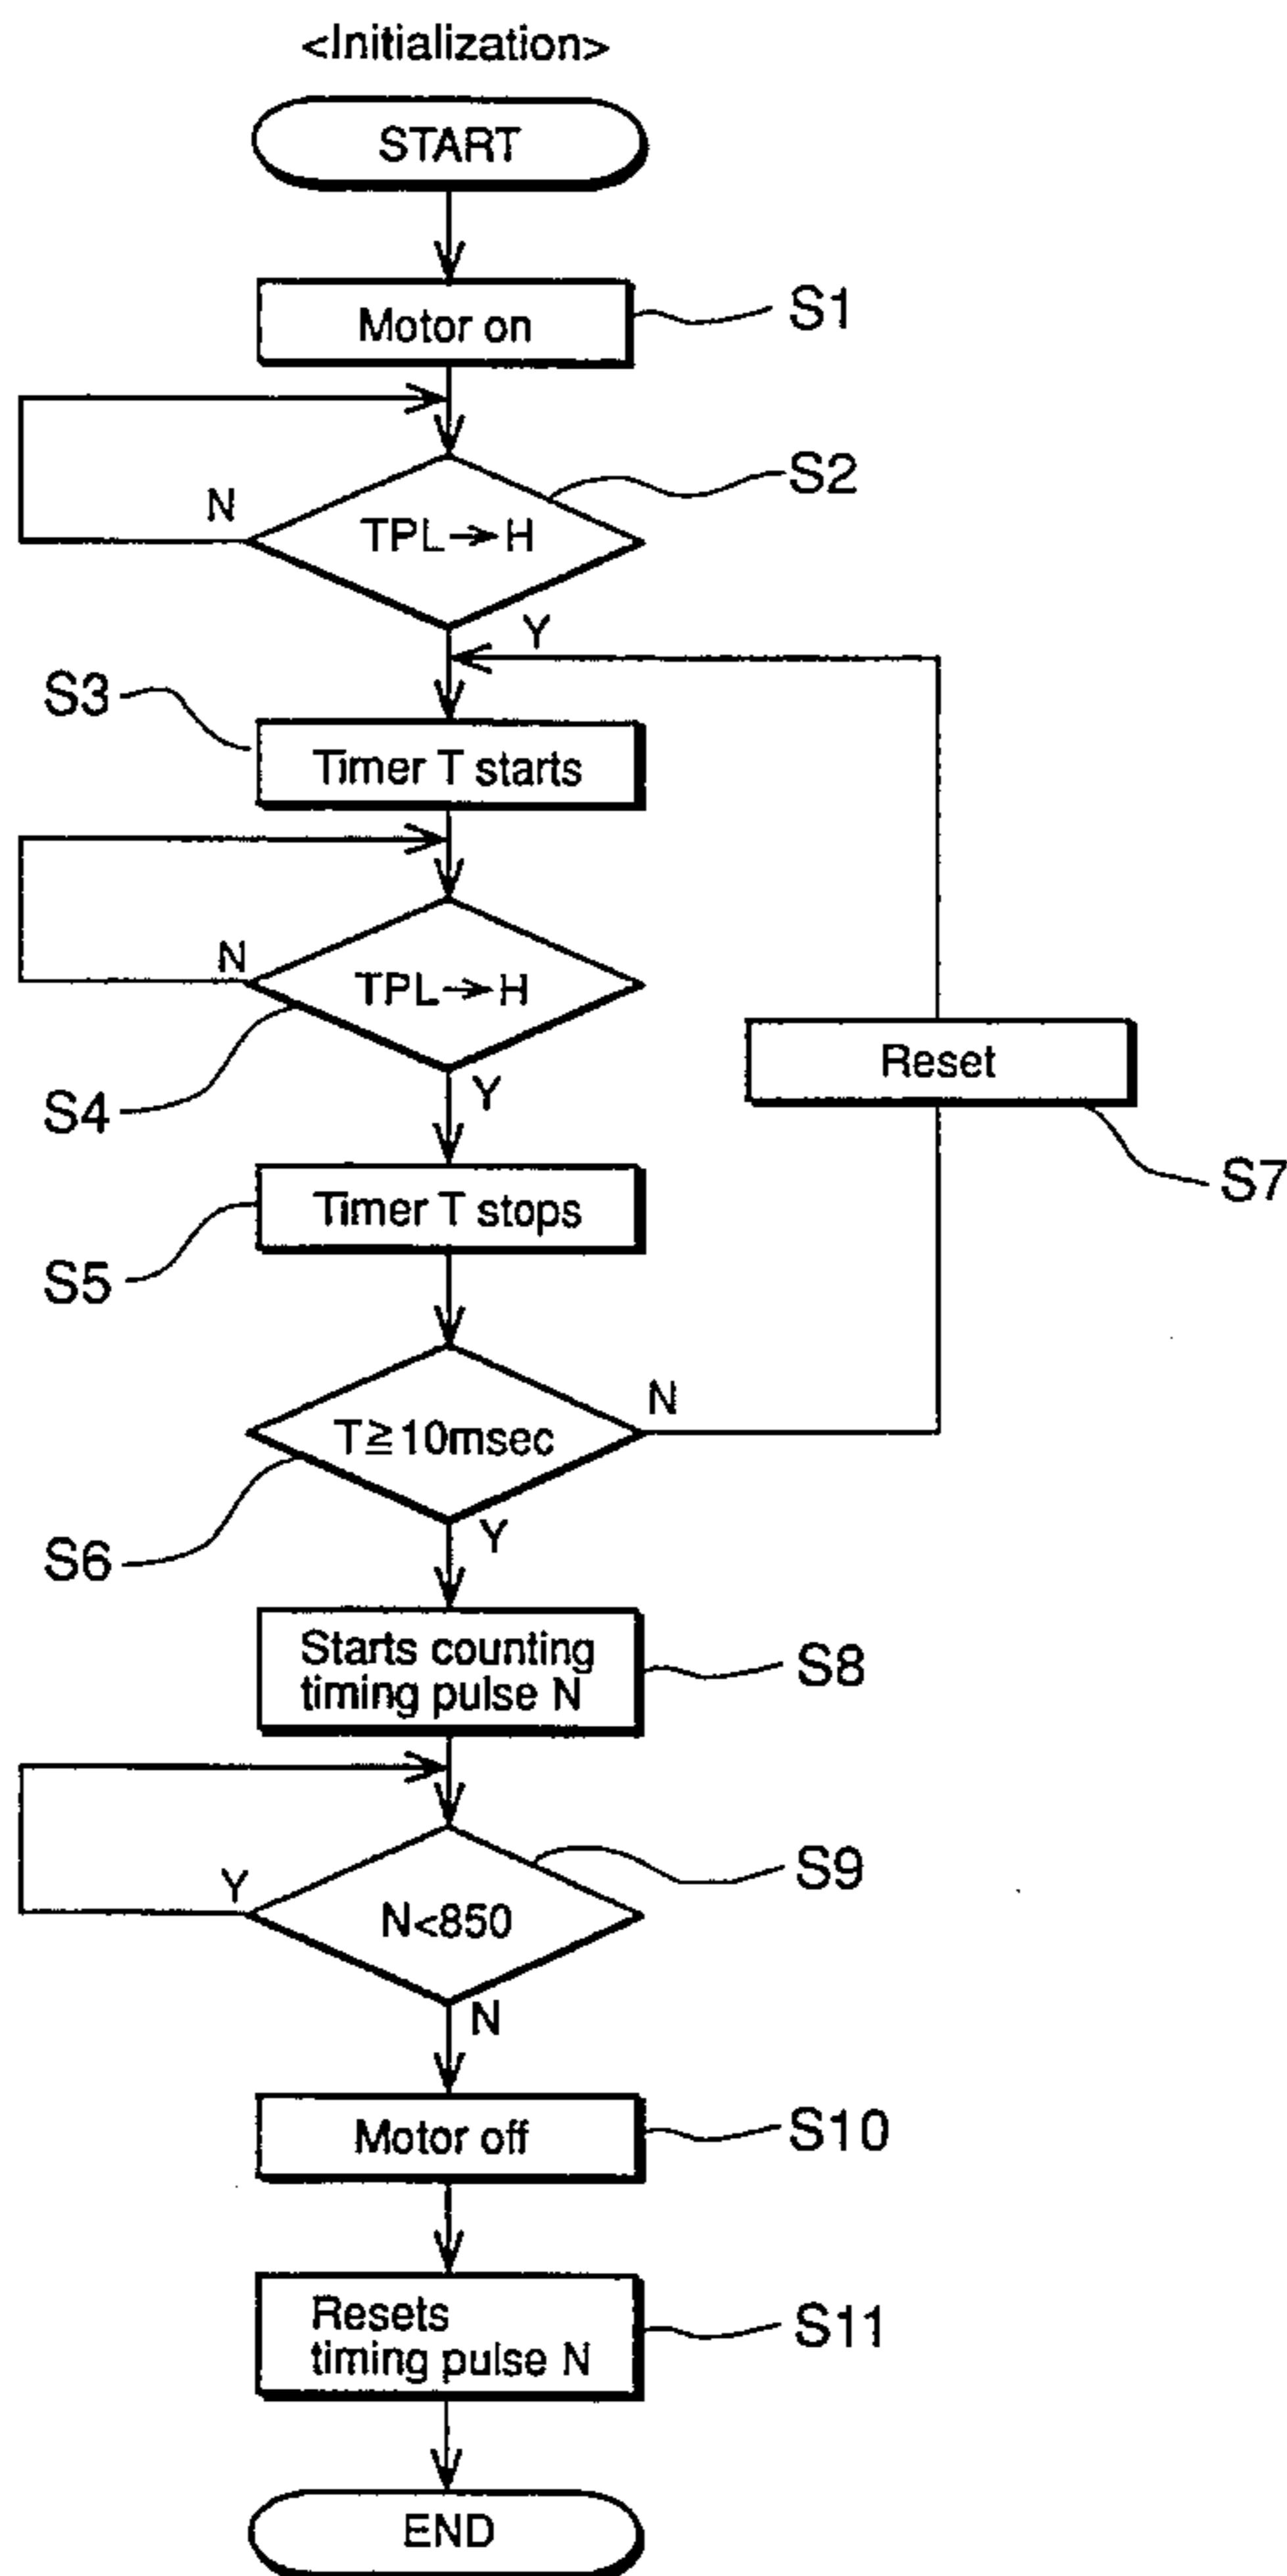 <Initialization>
START
Motor on
S1
S2
N
TPL→H
Y
S3
Timer T starts
N
TPL→H
Reset
S4
Y
S7
Timer T stops
S5
N
T≧10msec
S6
Y
Starts counting
timing pulse N
S8
S9
Y
N<850
N
Motor off
S10
Resets
timing pulse N
S11
END